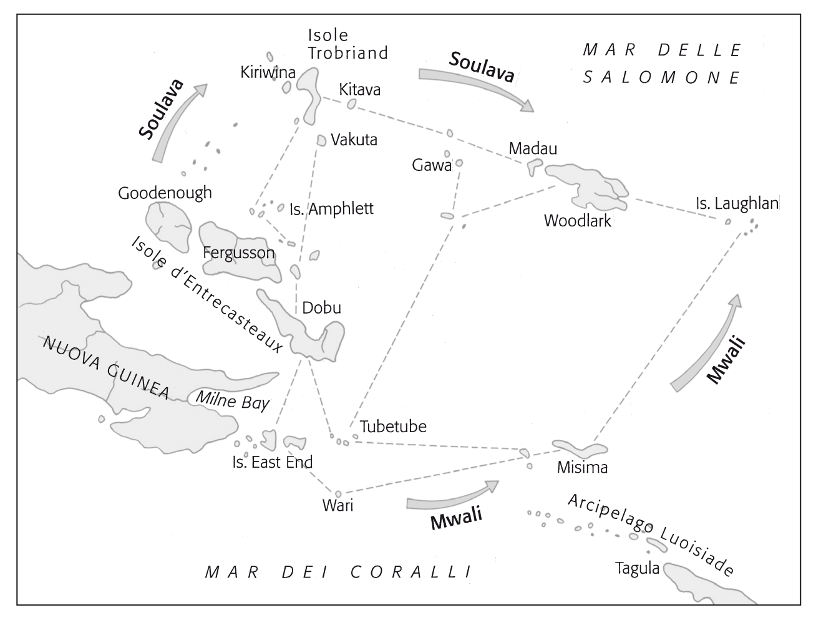 Isole
Trobriand
Soulava
MAR DELLE
SALOMONE
Kiriwina
Kitava
Soulava
Vakuta
Madau
Gawa
Goodenough
Is. Amphlett
Woodlark
Is. Laughlan
Fergusson
Isole d'Entrecasteaux
Dobu
NUOVA GUINEA
Milne Bay
Mwali
Tubetube
Is. East End
Misima
Wari
Mwali
Arcipelago Luoisiade
MAR DEI CORALLI
Tagula